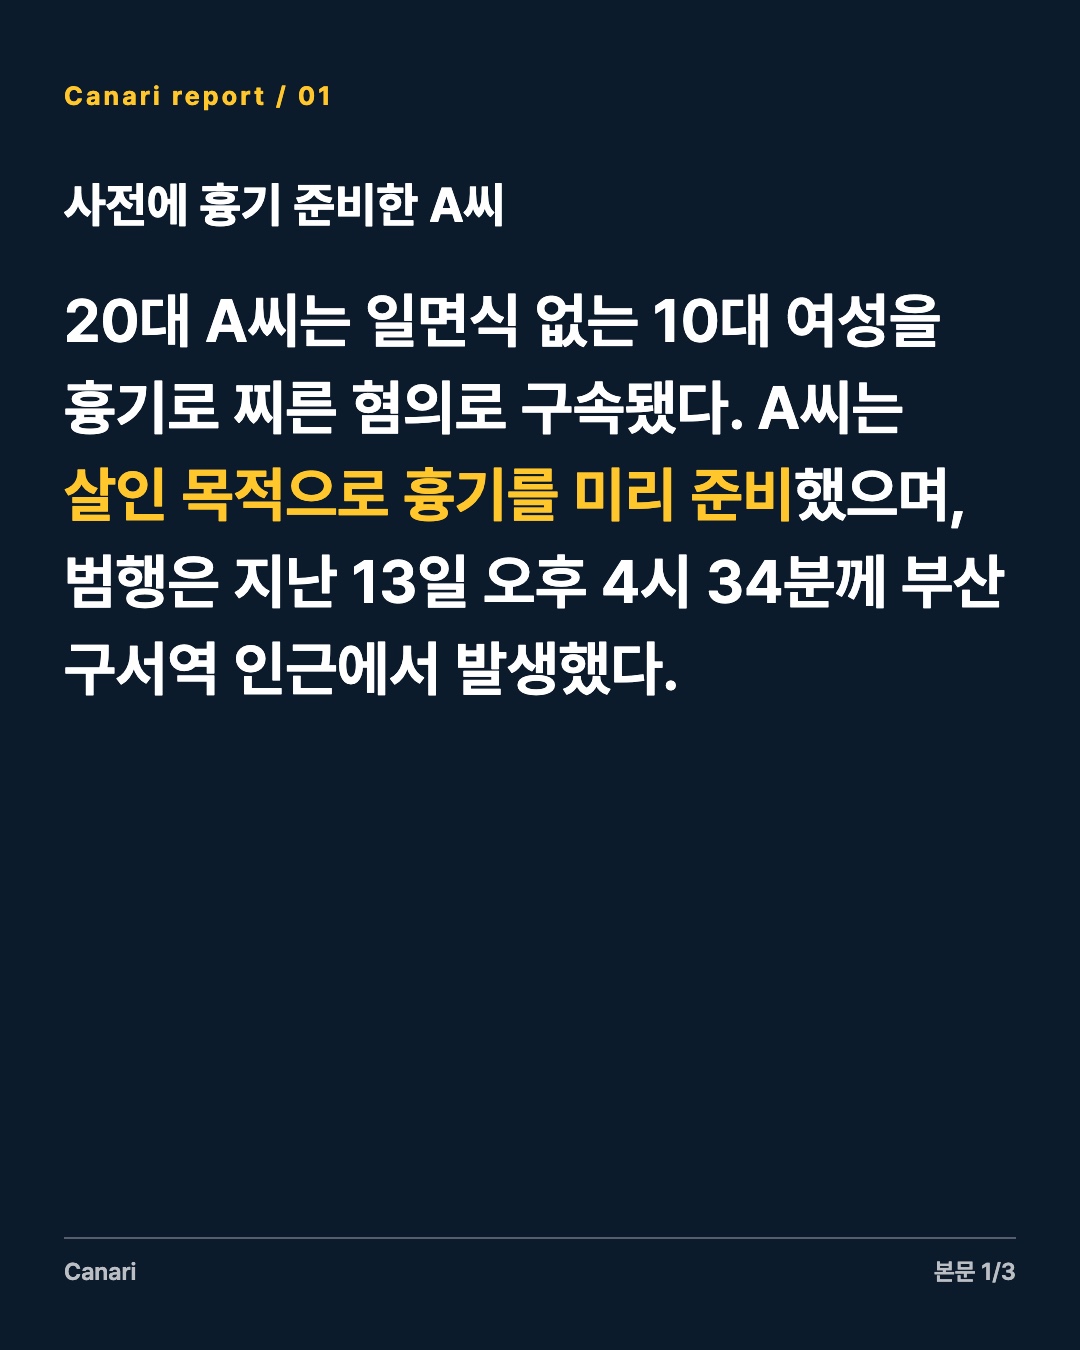 Canari report / 01
사전에 흉기 준비한 A씨
20대 A씨는 일면식 없는 10대 여성을
흉기로 찌른 혐의로 구속됐다. A씨는
살인 목적으로 흉기를 미리 준비했으며,
범행은 지난 13일 오후 4시 34분께 부산
구서역 인근에서 발생했다.
Canari
본문 1/3